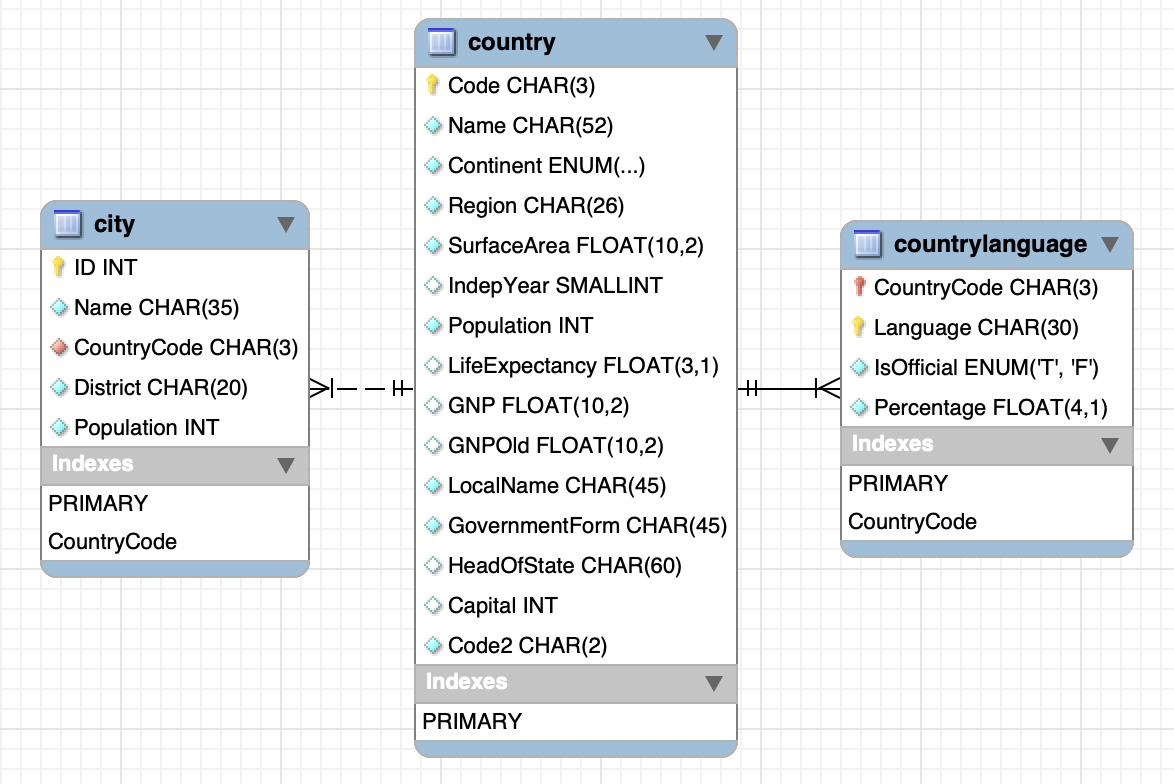 city
ID INT
Name CHAR(35)
CountryCode CHAR(3)
District CHAR(20)
Population INT
Indexes
PRIMARY
CountryCode
country
Code CHAR(3)
Name CHAR(52)
Continent ENUM(...)
Region CHAR(26)
SurfaceArea FLOAT(10,2)
IndepYear SMALLINT
Population INT
LifeExpectancy FLOAT(3,1)
GNP FLOAT(10,2)
GNPOld FLOAT(10,2)
LocalName CHAR(45)
GovernmentForm CHAR(45)
HeadOfState CHAR(60)
Capital INT
Code2 CHAR(2)
Indexes
PRIMARY
countrylanguage
CountryCode CHAR(3)
Language CHAR(30)
IsOfficial ENUM('T', 'F')
Percentage FLOAT(4,1)
Indexes
PRIMARY
CountryCode